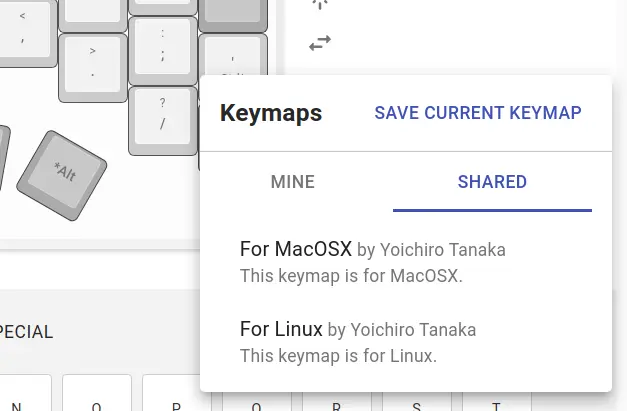 <
,
>
.
:
;
?
/
*Alt
Keymaps
SAVE CURRENT KEYMAP
MINE
SHARED
For MacOSX by Yoichiro Tanaka
This keymap is for MacOSX.
For Linux by Yoichiro Tanaka
This keymap is for Linux.
N
P
R
S
T